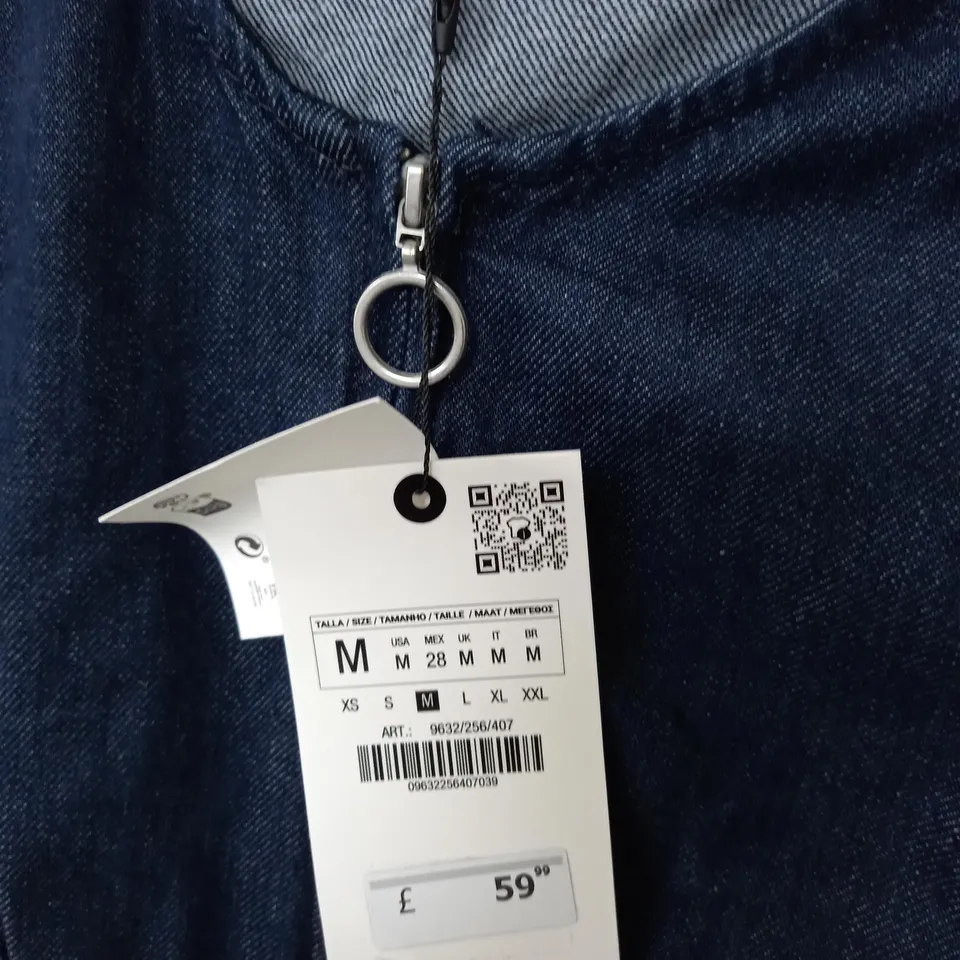 TALLA / SIZE / TAMANHO / TAILLE / MAAT / ΜΕΓΕΘΟΣ
M USA MEX UK IT BR
M 28 M M M
XS S M L XL XXL
ART.: 9632/256/407
09632256407039
£ 59⁹⁹